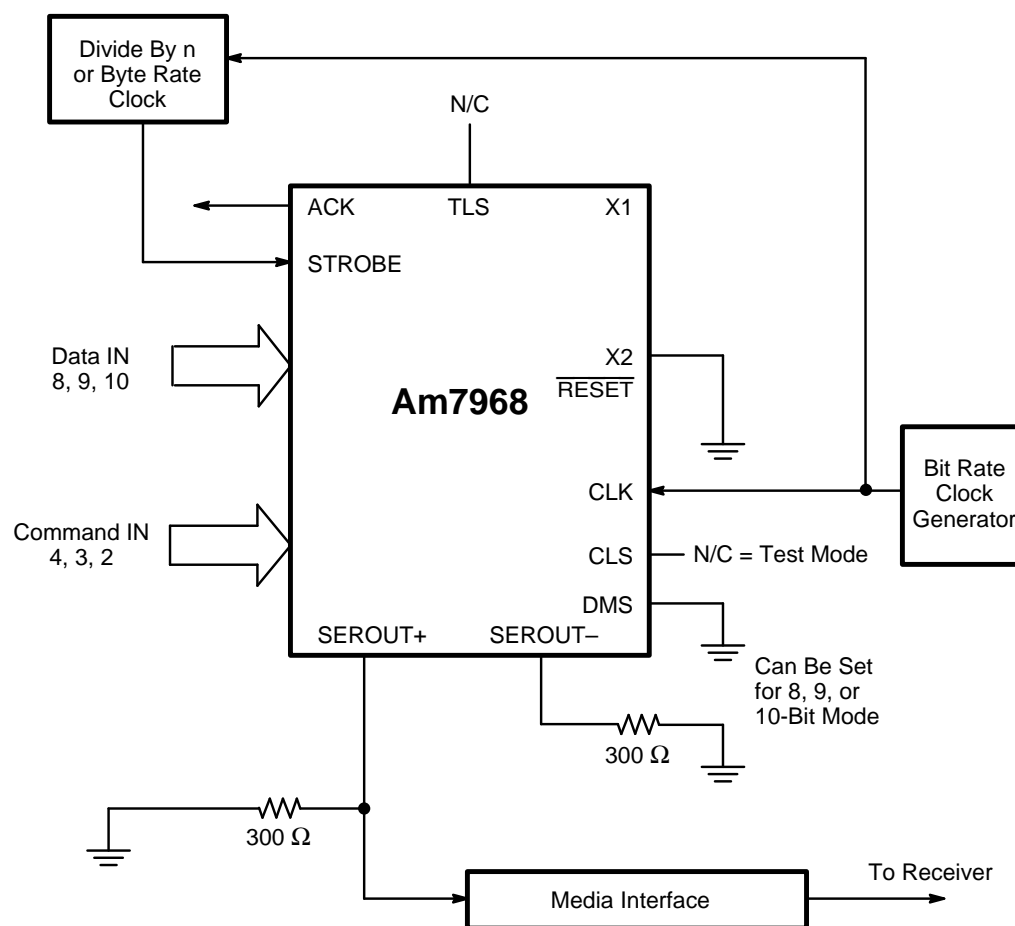 Divide By n
or Byte Rate
Clock
N/C
ACK
TLS
X1
STROBE
Data IN
8, 9, 10
X2
RESET
Am7968
Bit Rate
Clock
Generator
CLK
Command IN
4, 3, 2
CLS
N/C = Test Mode
DMS
SEROUT+
SEROUT–
Can Be Set
for 8, 9, or
10-Bit Mode
300 Ω
300 Ω
To Receiver
Media Interface